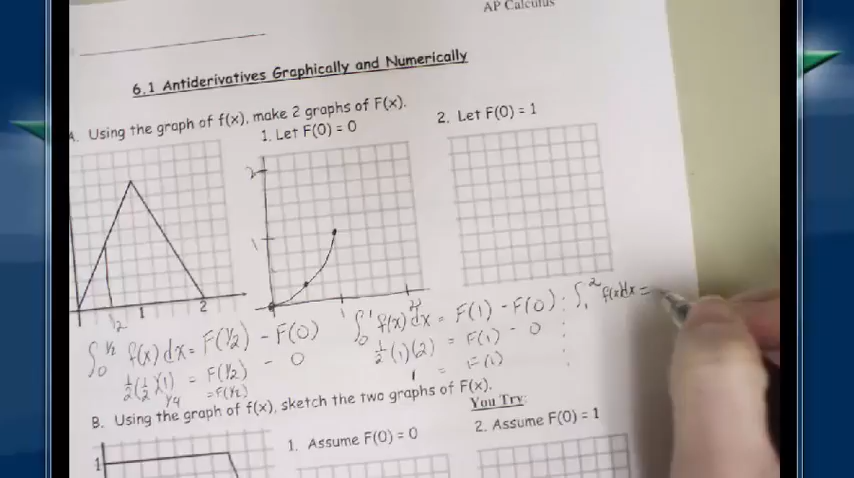 AP Calculus
6.1 Antiderivatives Graphically and Numerically
A. Using the graph of f(x), make 2 graphs of F(x).
1. Let F(0) = 0
2. Let F(0) = 1
2
1
1
2
1/2
1
2
∫₀^½ f(x) dx = F(½) - F(0)
½(½)(1) = F(½) - 0
¼ = F(½)
∫₀¹ f(x) dx = F(1) - F(0)
½(1)(2) = F(1) - 0
1 = F(1)
∫₁² f(x)dx =
B. Using the graph of f(x), sketch the two graphs of F(x).
You Try:
1
1. Assume F(0) = 0
2. Assume F(0) = 1